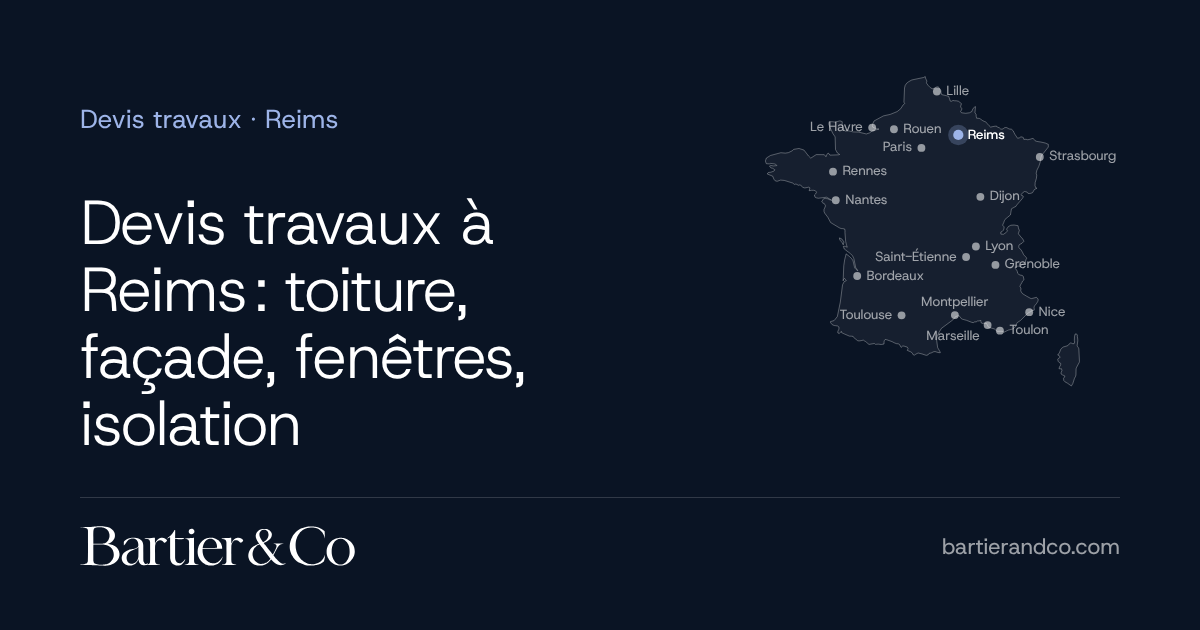 Devis travaux · Reims
Devis travaux à
Reims : toiture,
façade, fenêtres,
isolation
Lille
Le Havre
Rouen
Reims
Paris
Strasbourg
Rennes
Dijon
Nantes
Lyon
Saint-Étienne
Grenoble
Bordeaux
Montpellier
Toulouse
Nice
Marseille
Toulon
Bartier & Co
bartierandco.com